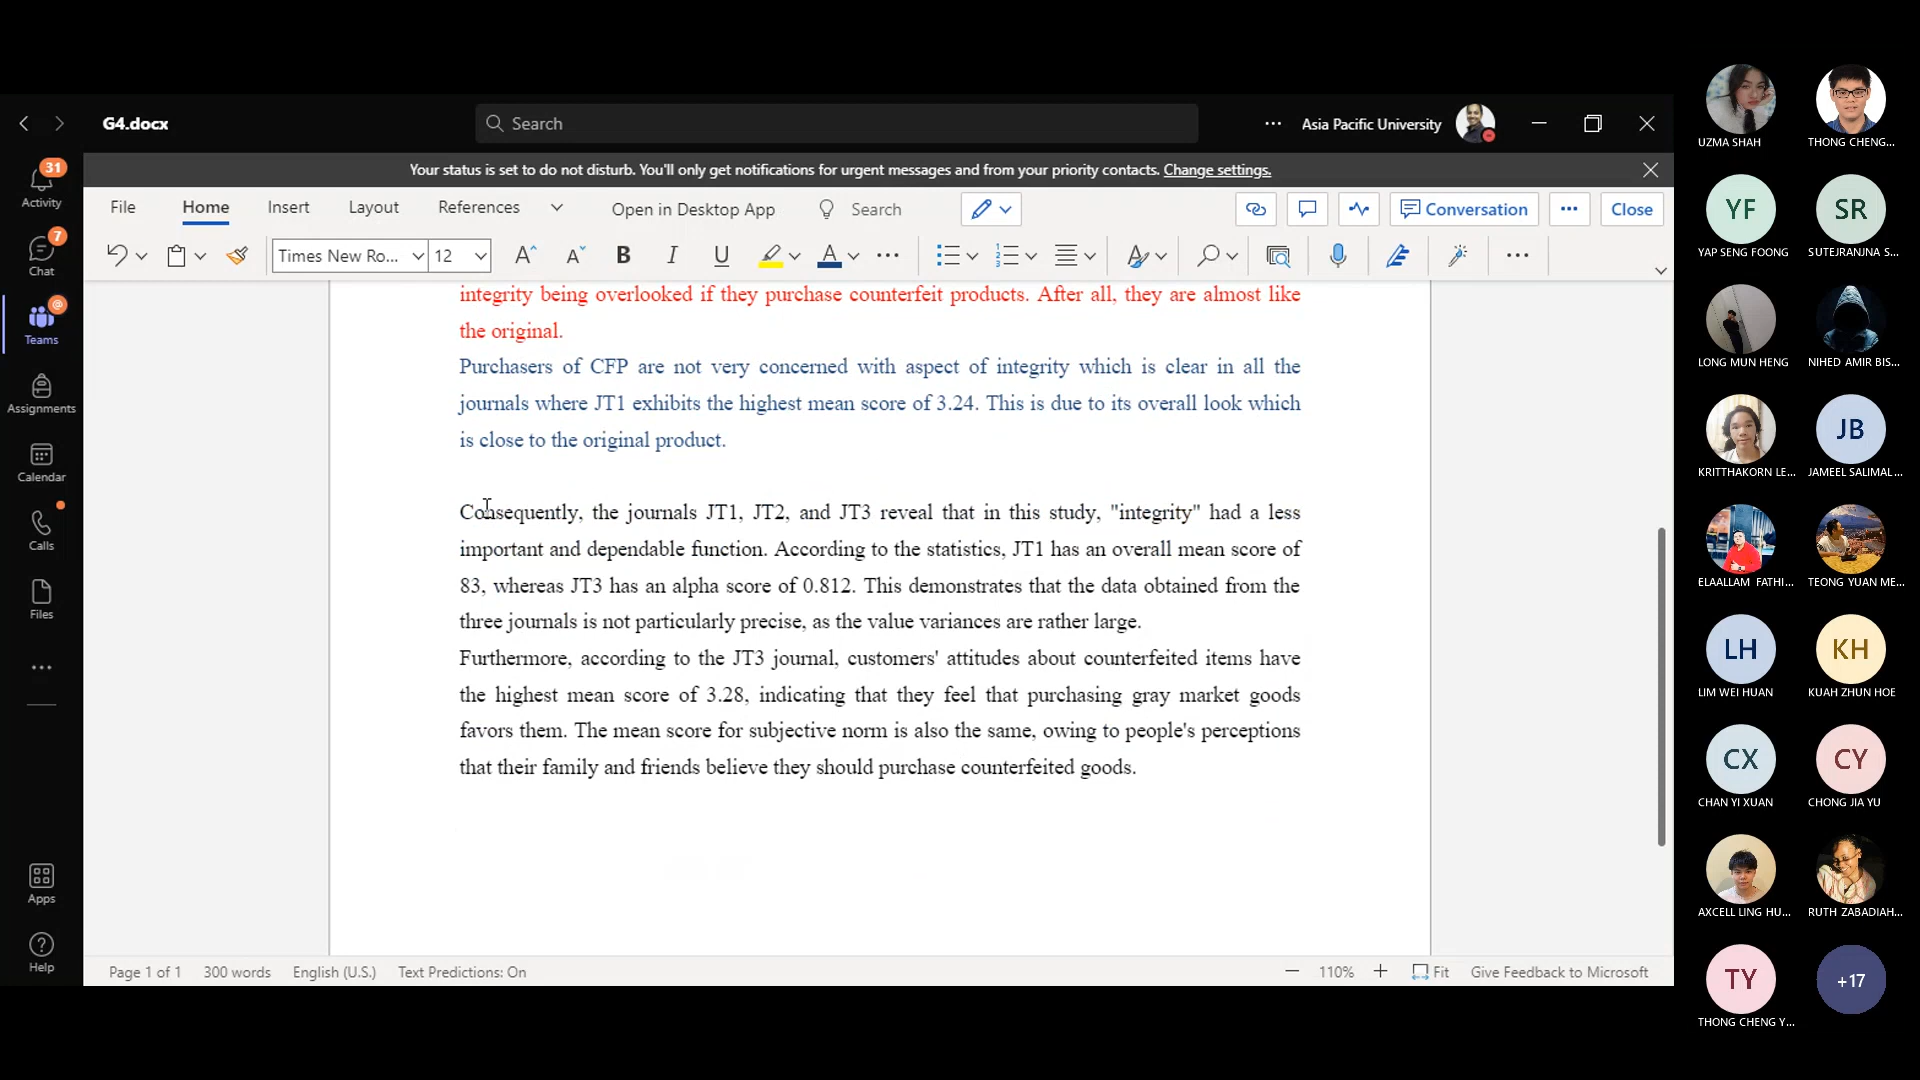 G4.docx
Search
Asia Pacific University
Your status is set to do not disturb. You'll only get notifications for urgent messages and from your priority contacts. Change settings.
File Home Insert Layout References Open in Desktop App Search Conversation Close
Times New Ro... 12
31
Activity
7
Chat
Teams
Assignments
Calendar
Calls
Files
Apps
Help
integrity being overlooked if they purchase counterfeit products. After all, they are almost like
the original.
Purchasers of CFP are not very concerned with aspect of integrity which is clear in all the
journals where JT1 exhibits the highest mean score of 3.24. This is due to its overall look which
is close to the original product.
Consequently, the journals JT1, JT2, and JT3 reveal that in this study, "integrity" had a less
important and dependable function. According to the statistics, JT1 has an overall mean score of
83, whereas JT3 has an alpha score of 0.812. This demonstrates that the data obtained from the
three journals is not particularly precise, as the value variances are rather large.
Furthermore, according to the JT3 journal, customers' attitudes about counterfeited items have
the highest mean score of 3.28, indicating that they feel that purchasing gray market goods
favors them. The mean score for subjective norm is also the same, owing to people's perceptions
that their family and friends believe they should purchase counterfeited goods.
Page 1 of 1 300 words English (U.S.) Text Predictions: On 110% Fit Give Feedback to Microsoft
UZMA SHAH THONG CHENG...
YF SR
YAP SENG FOONG SUTEJRANJNA S...
LONG MUN HENG NIHED AMIR BIS...
JB
KRITTHAKORN LE... JAMEEL SALIMAL...
ELAALLAM FATHI... TEONG YUAN ME...
LH KH
LIM WEI HUAN KUAH ZHUN HOE
CX CY
CHAN YI XUAN CHONG JIA YU
AXCELL LING HU... RUTH ZABADIAH...
TY +17
THONG CHENG Y...